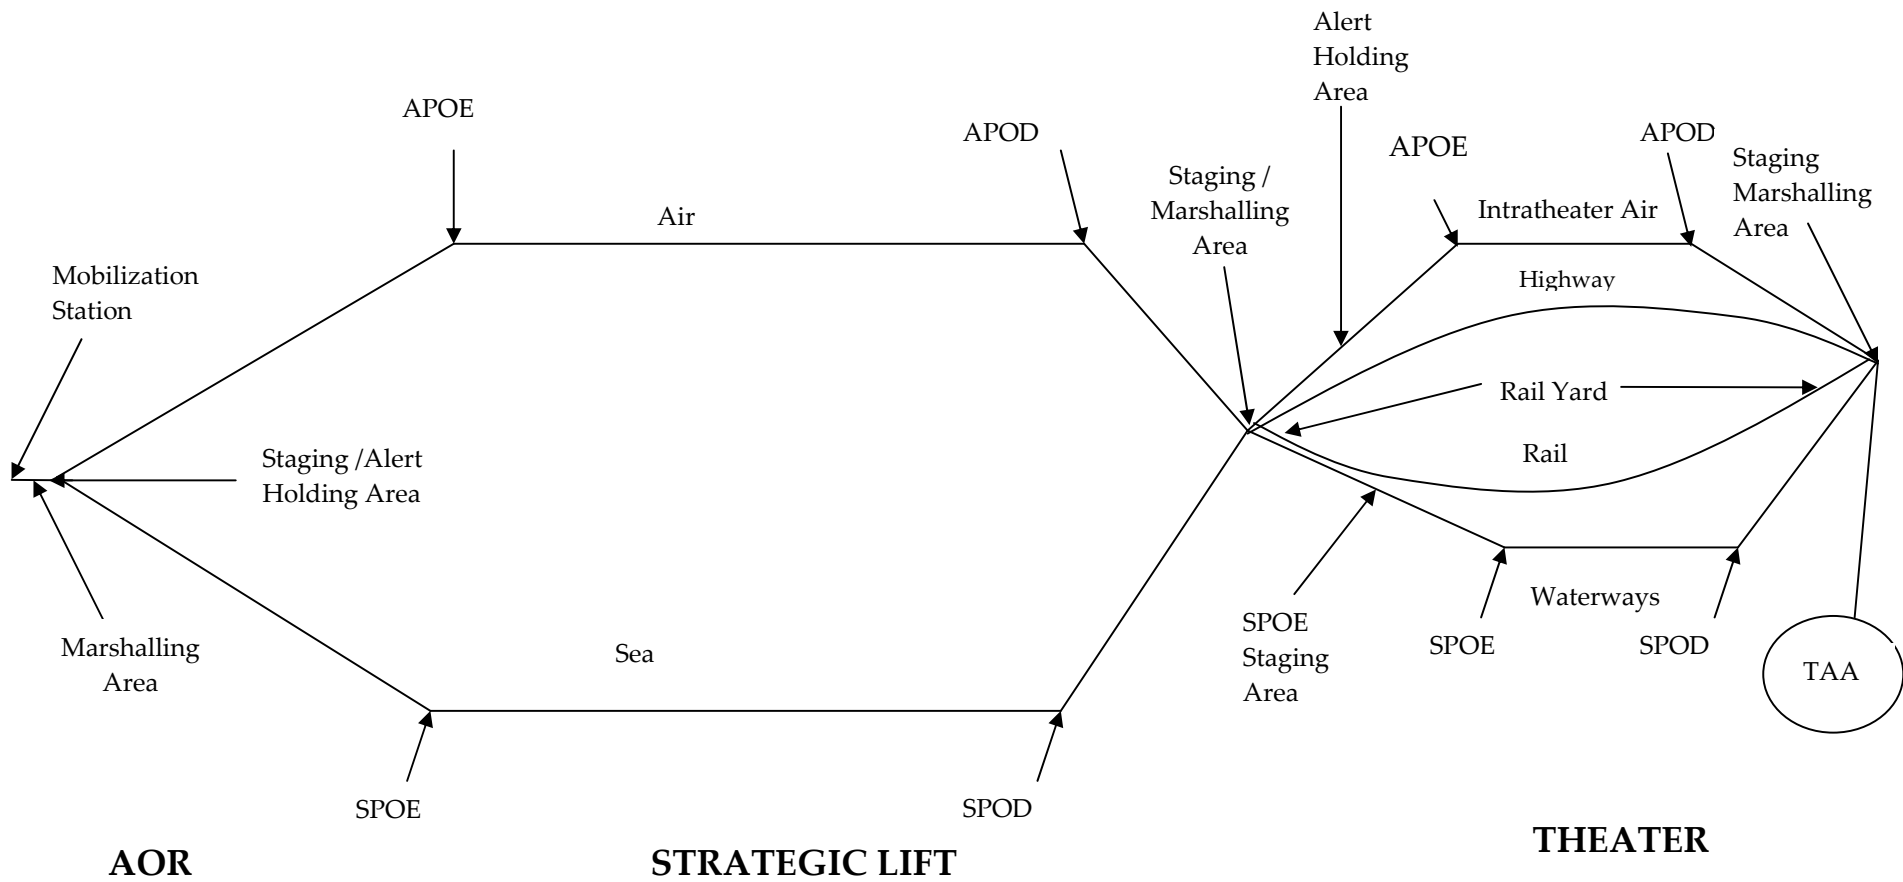 Alert
Holding
Area
APOE
APOD
APOE
APOD
Staging
Marshalling
Area
Staging /
Marshalling
Area
Air
Intratheater Air
Mobilization
Station
Highway
Rail Yard
Staging /Alert
Holding Area
Rail
Waterways
Marshalling
Area
Sea
SPOE
Staging
Area
SPOE
SPOD
TAA
SPOE
SPOD
AOR
STRATEGIC LIFT
THEATER